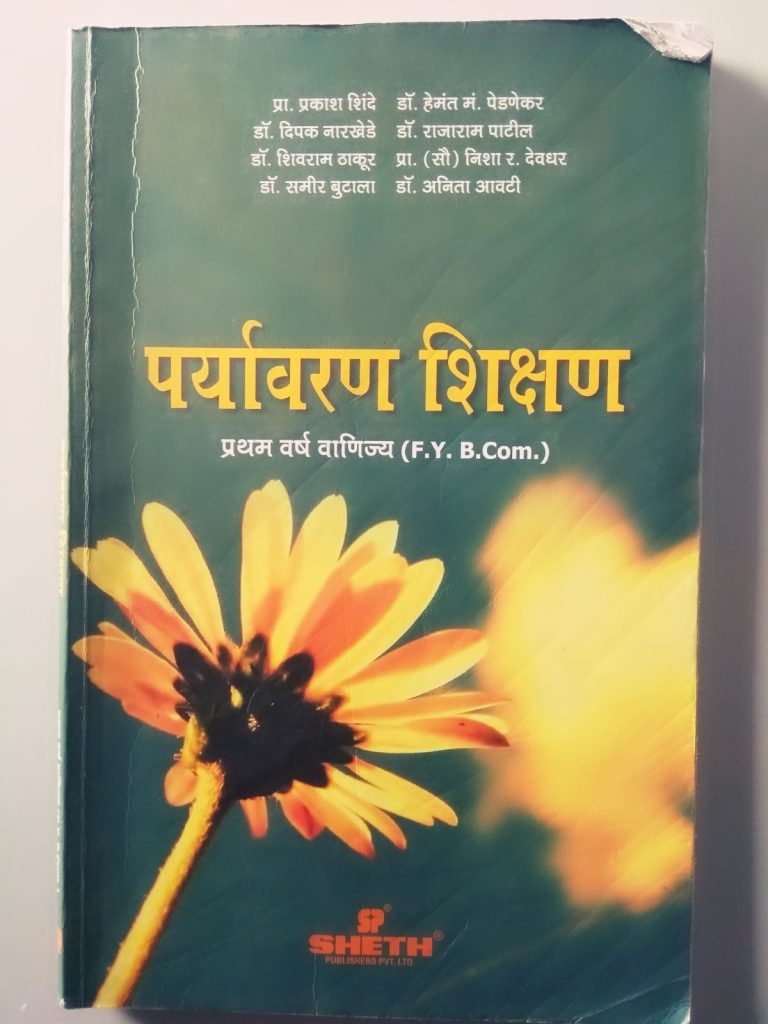 प्रा. प्रकाश शिंदे डॉ. हेमंत मं. पेडणेकर
डॉ. दिपक नारखेडे डॉ. राजाराम पाटील
डॉ. शिवराम ठाकूर प्रा. (सौ) निशा र. देवधर
डॉ. समीर बुटाला डॉ. अनिता आवटी
पर्यावरण शिक्षण
प्रथम वर्ष वाणिज्य (F.Y. B.Com.)
SP®
SHETH®
PUBLISHERS PVT. LTD.